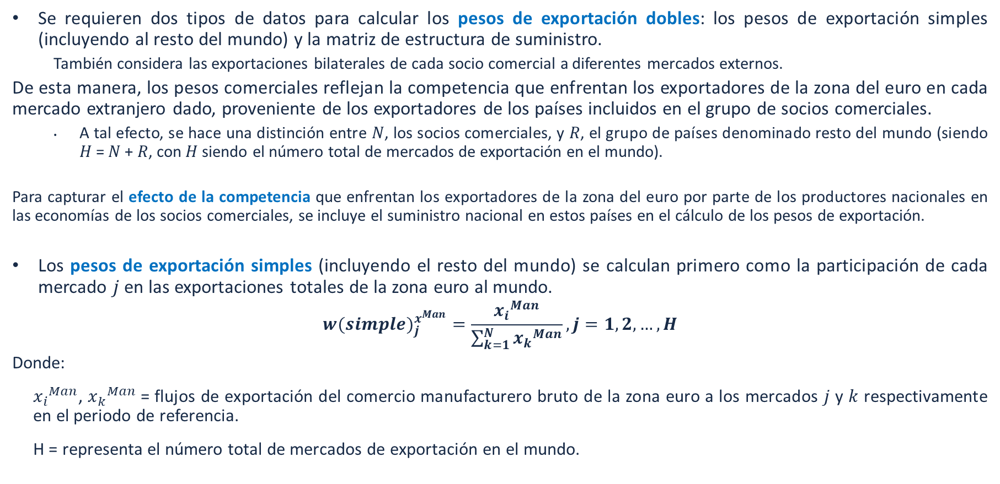 • Se requieren dos tipos de datos para calcular los pesos de exportación dobles: los pesos de exportación simples
(incluyendo al resto del mundo) y la matriz de estructura de suministro.
También considera las exportaciones bilaterales de cada socio comercial a diferentes mercados externos.
De esta manera, los pesos comerciales reflejan la competencia que enfrentan los exportadores de la zona del euro en cada
mercado extranjero dado, proveniente de los exportadores de los países incluidos en el grupo de socios comerciales.
• A tal efecto, se hace una distinción entre N, los socios comerciales, y R, el grupo de países denominado resto del mundo (siendo
H = N + R, con H siendo el número total de mercados de exportación en el mundo).
Para capturar el efecto de la competencia que enfrentan los exportadores de la zona del euro por parte de los productores nacionales en
las economías de los socios comerciales, se incluye el suministro nacional en estos países en el cálculo de los pesos de exportación.
• Los pesos de exportación simples (incluyendo el resto del mundo) se calculan primero como la participación de cada
mercado j en las exportaciones totales de la zona euro al mundo.
w(simple)_j^{x^{Man}} = \frac{x_i^{Man}}{\sum_{k=1}^{N} x_k^{Man}}, j = 1, 2, … , H
Donde:
x_i^{Man}, x_k^{Man} = flujos de exportación del comercio manufacturero bruto de la zona euro a los mercados j y k respectivamente
en el periodo de referencia.
H = representa el número total de mercados de exportación en el mundo.